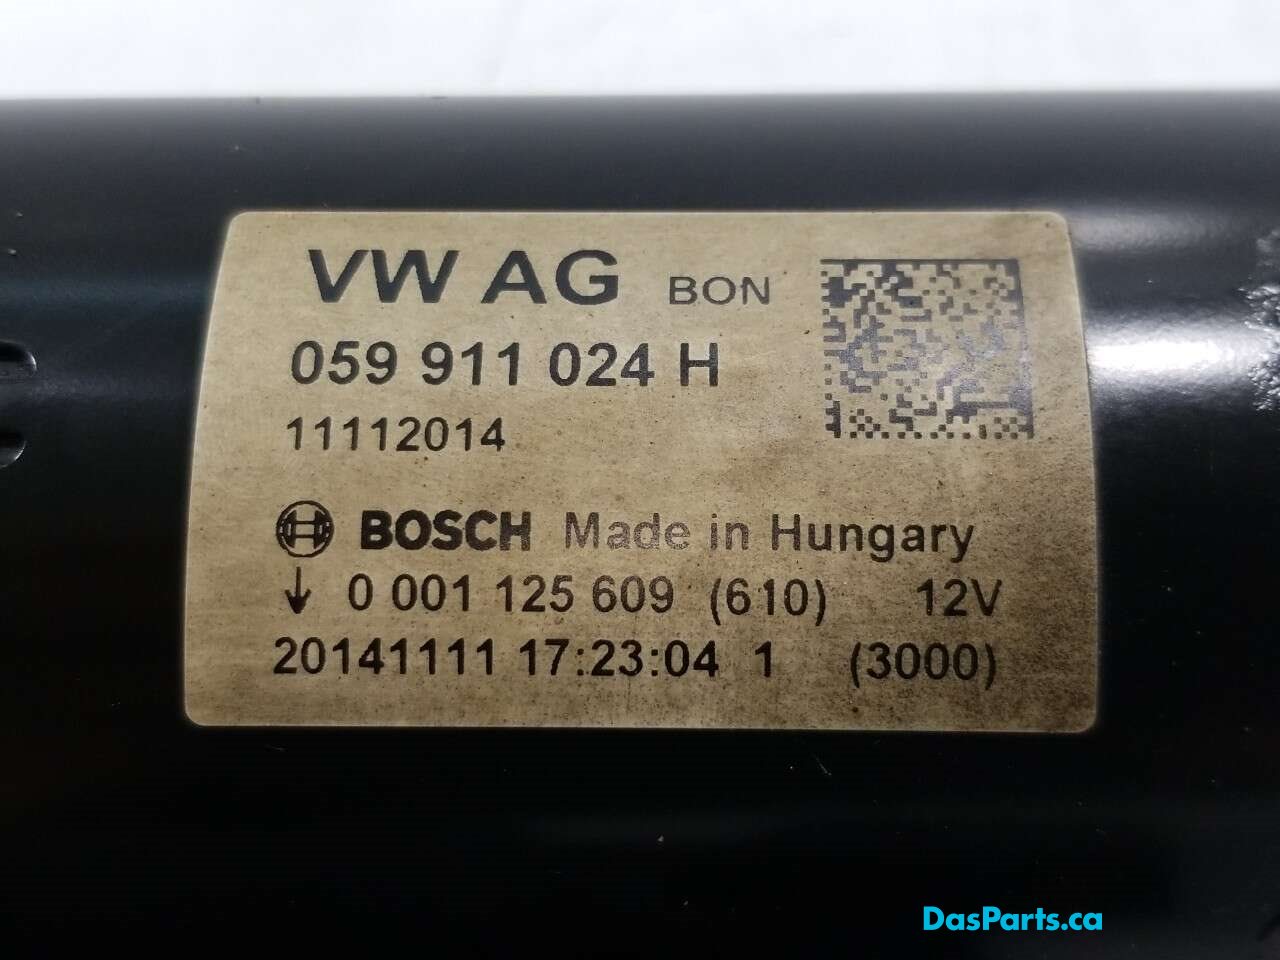 VW AG BON
059 911 024 H
11112014
BOSCH Made in Hungary
↓ 0 001 125 609 (610) 12V
20141111 17:23:04 1 (3000)
DasParts.ca